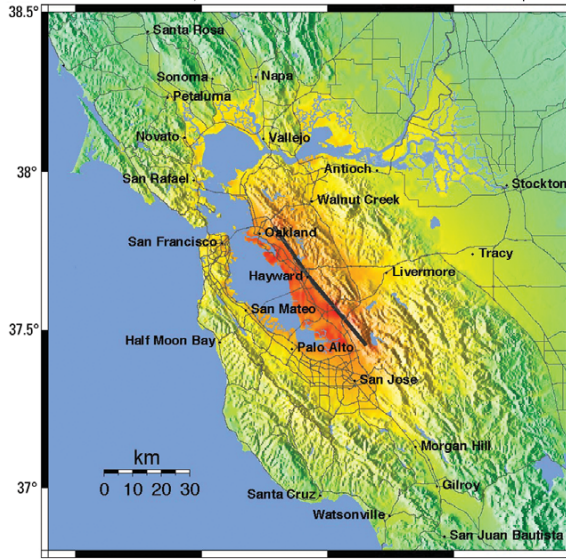 38.5°
Santa Rosa
Sonoma
Napa
Petaluma
Novato
Vallejo
38°
Antioch
San Rafael
Stockton
Walnut Creek
Oakland
San Francisco
Tracy
Hayward
Livermore
San Mateo
37.5°
Half Moon Bay
Palo Alto
San Jose
km
Morgan Hill
0 10 20 30
37°
Gilroy
Santa Cruz
Watsonville
San Juan Bautista